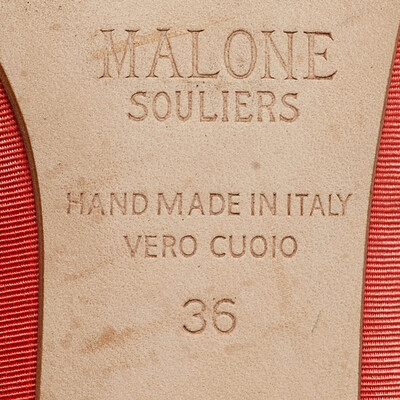 MALONE
SOULIERS
HAND MADE IN ITALY
VERO CUOIO
36